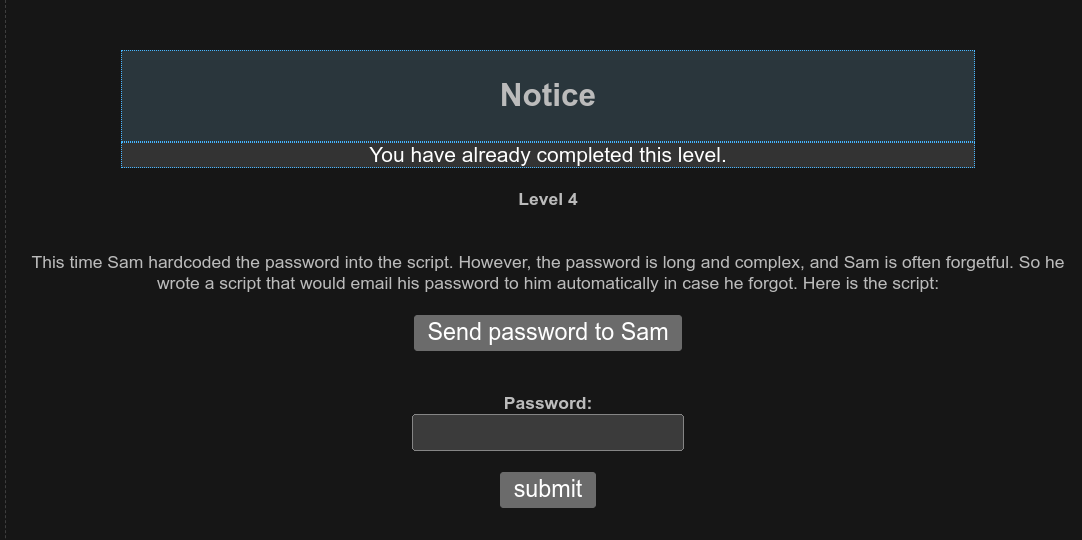 Notice
You have already completed this level.
Level 4
This time Sam hardcoded the password into the script. However, the password is long and complex, and Sam is often forgetful. So he
wrote a script that would email his password to him automatically in case he forgot. Here is the script:
Send password to Sam
Password:
submit